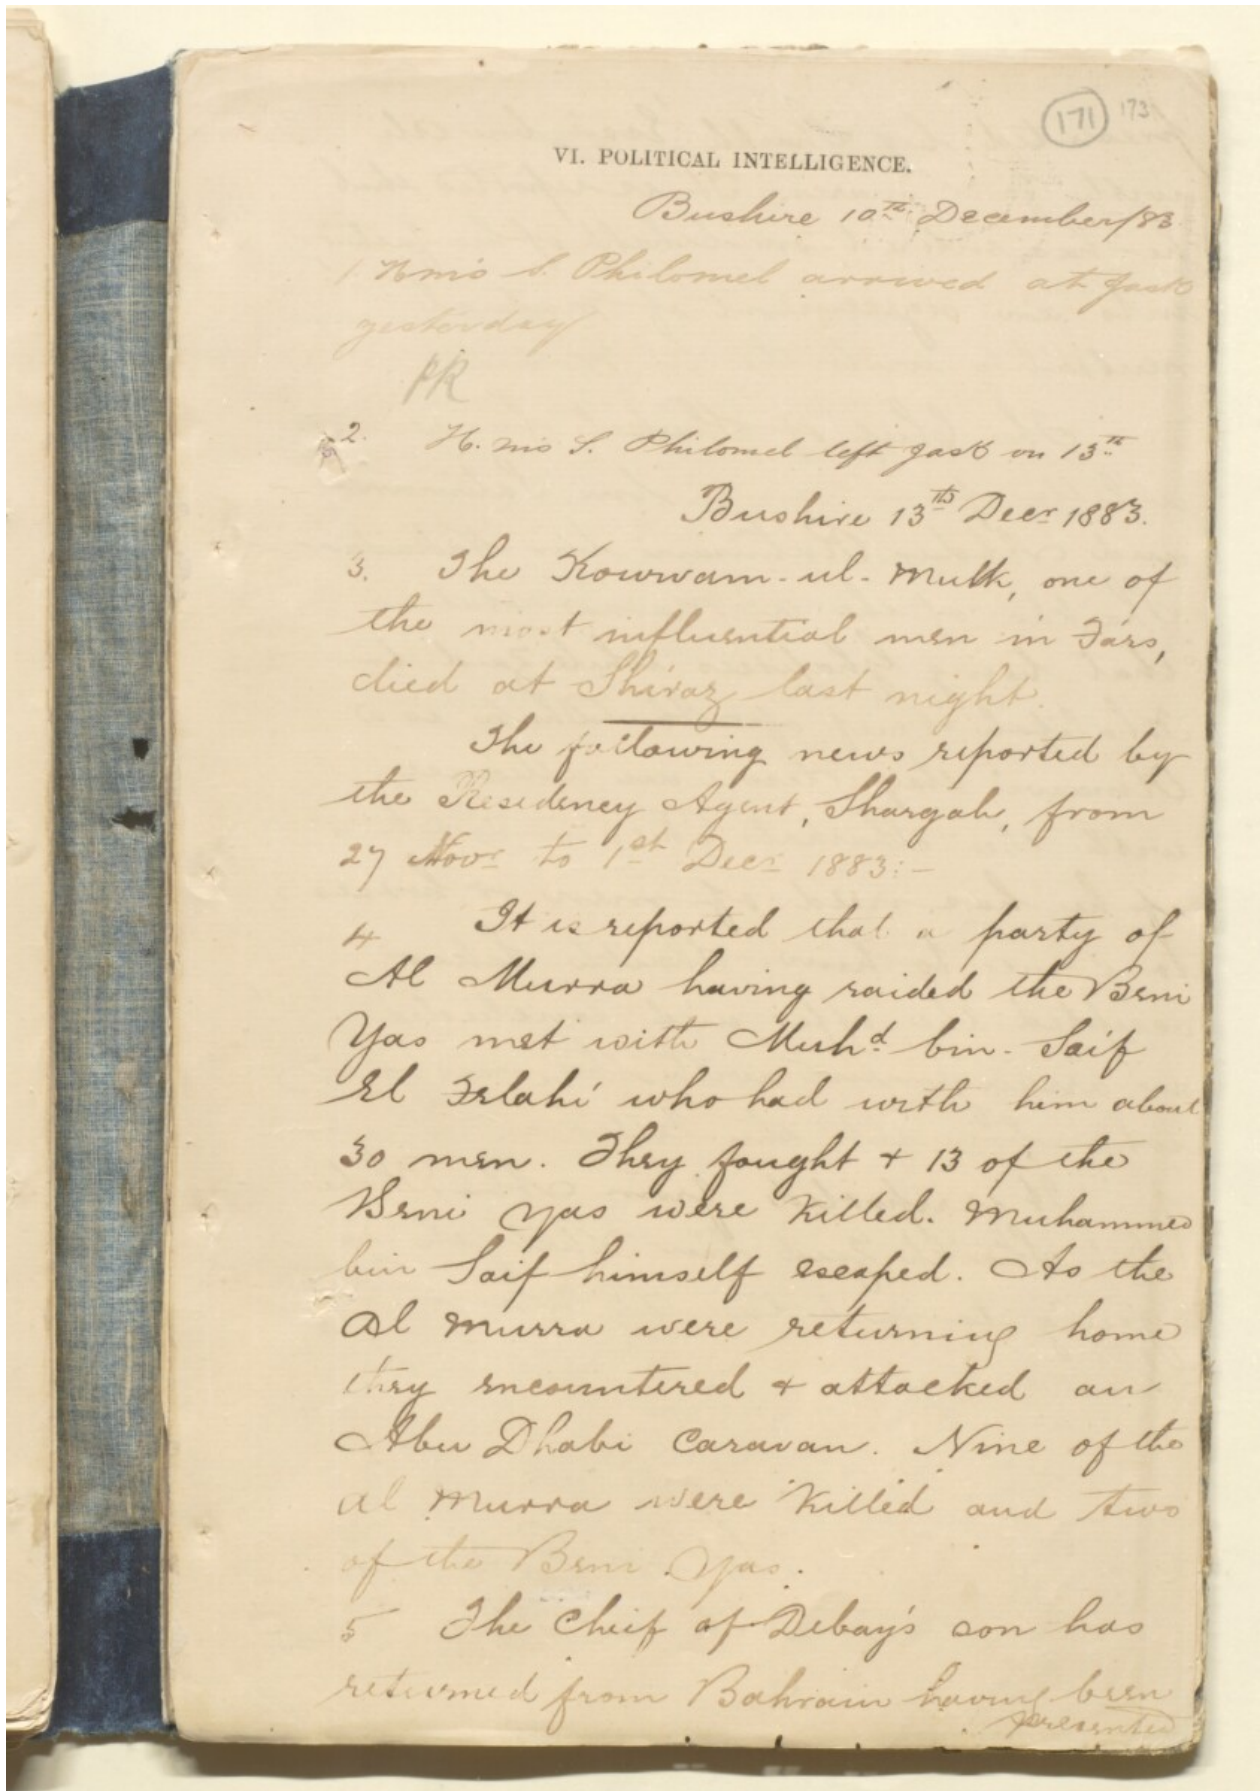 171 173
VI. POLITICAL INTELLIGENCE.
Bushire 10th December/83
1 H m's S. Philomel arrived at Jask
yesterday
2. H. m's S. Philomel left Jask on 13th
Bushire 13th Decr 1883.
3. The Kowwam-ul-Mulk, one of
the most influential men in Fárs,
died at Shiraz last night.
The following news reported by
the Residency Agent, Shargah, from
27 Novr to 1st Decr 1883:-
4 It is reported that a party of
Al Murra having raided the Beni
Yas met with Muhd bin-Saif
El Felahí who had with him about
30 men. They fought + 13 of the
Beni Yas were killed. Muhammed
bin Saif himself escaped. As the
Al Murra were returning home
they encountered + attacked an
Abu Dhabi Caravan. Nine of the
Al Murra were killed and two
of the Beni Yas.
5 The Cheif of Debay's son has
returned from Bahrain having been
presented